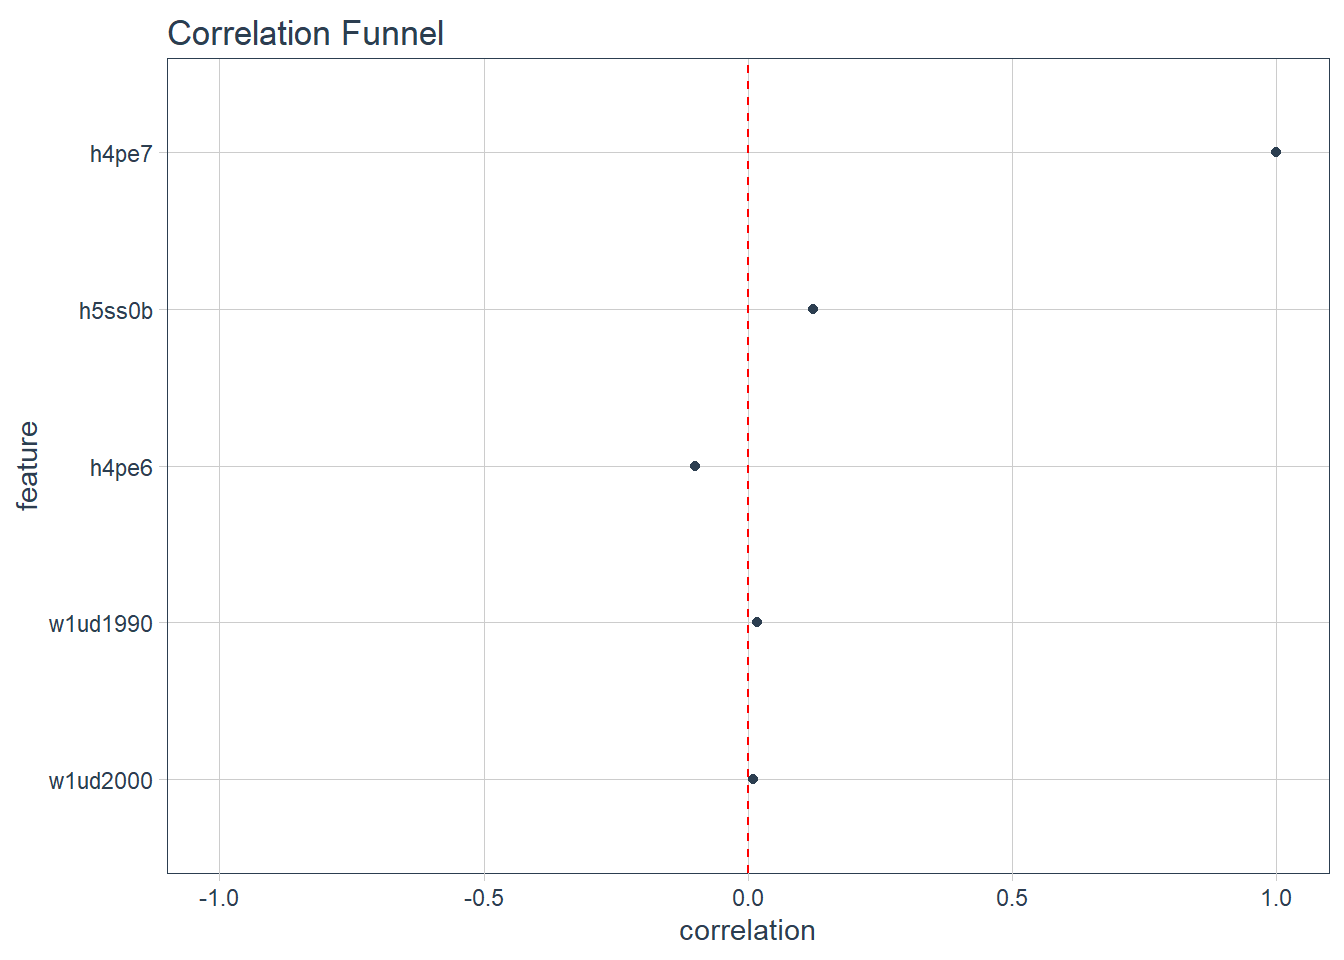 Correlation Funnel
h4pe7
h5ss0b
h4pe6
w1ud1990
w1ud2000
feature
-1.0 -0.5 0.0 0.5 1.0
correlation